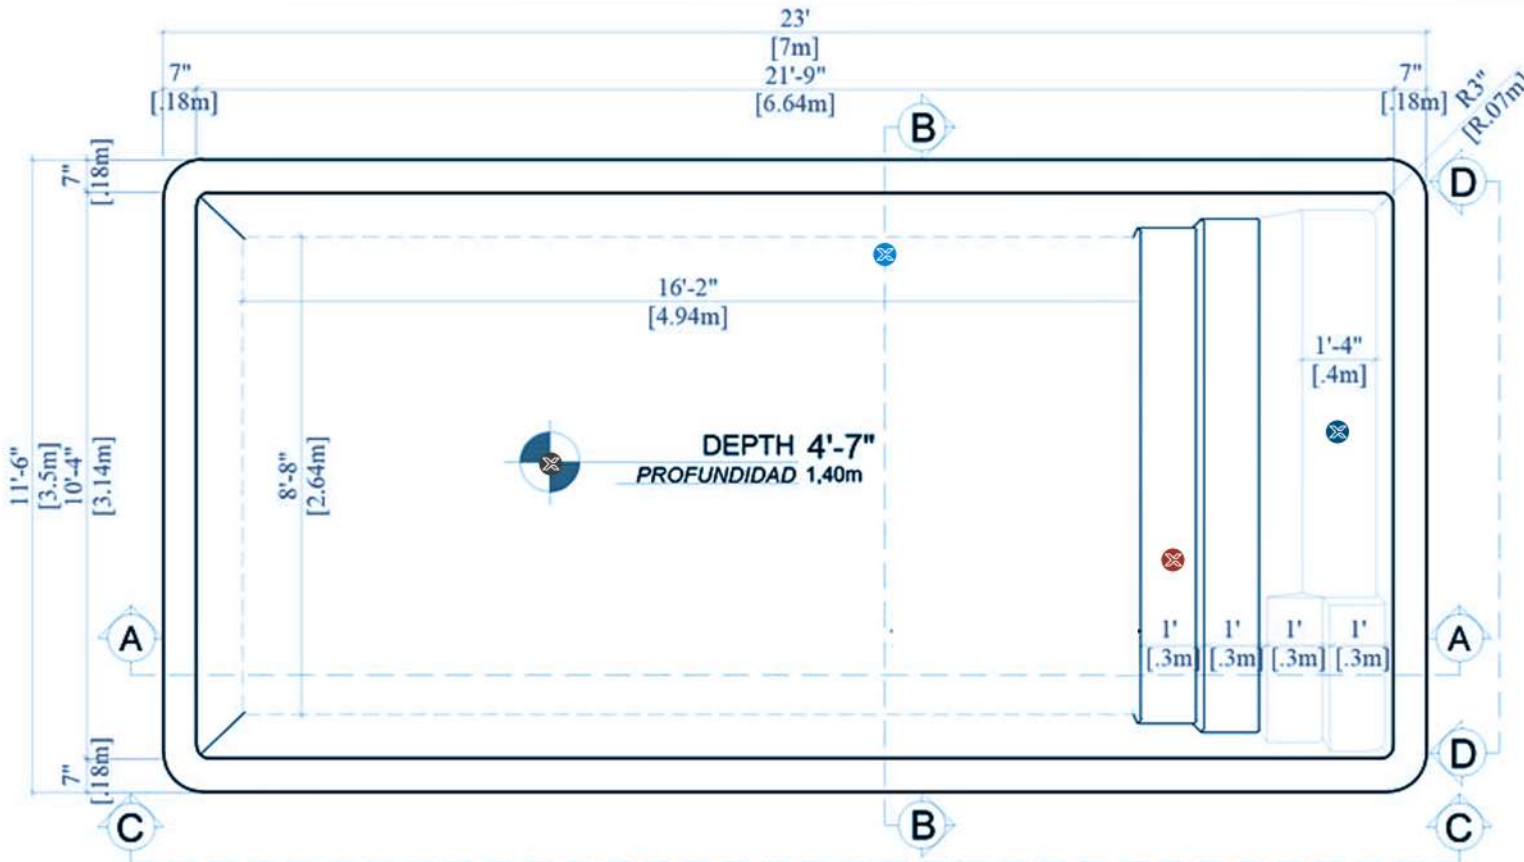 23'
[7m]
7"
[.18m]
21'-9"
[6.64m]
7"
[.18m]
R3"
[R.07m]
B
7"
[.18m]
D
16'-2"
[4.94m]
1'-4"
[.4m]
DEPTH 4'-7"
PROFUNDIDAD 1,40m
11'-6"
[3.5m]
10'-4"
[3.14m]
8'-8"
[2.64m]
A
1'
[.3m]
1'
[.3m]
1'
[.3m]
1'
[.3m]
A
7"
[.18m]
D
C
B
C